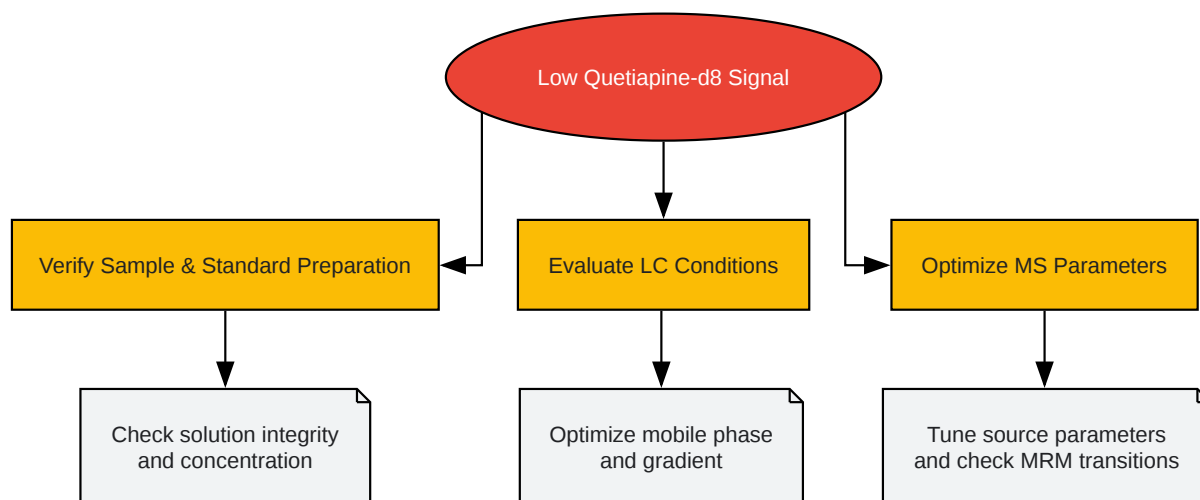 Low Quetiapine-d8 Signal
Verify Sample & Standard Preparation
Evaluate LC Conditions
Optimize MS Parameters
Check solution integrity
and concentration
Optimize mobile phase
and gradient
Tune source parameters
and check MRM transitions